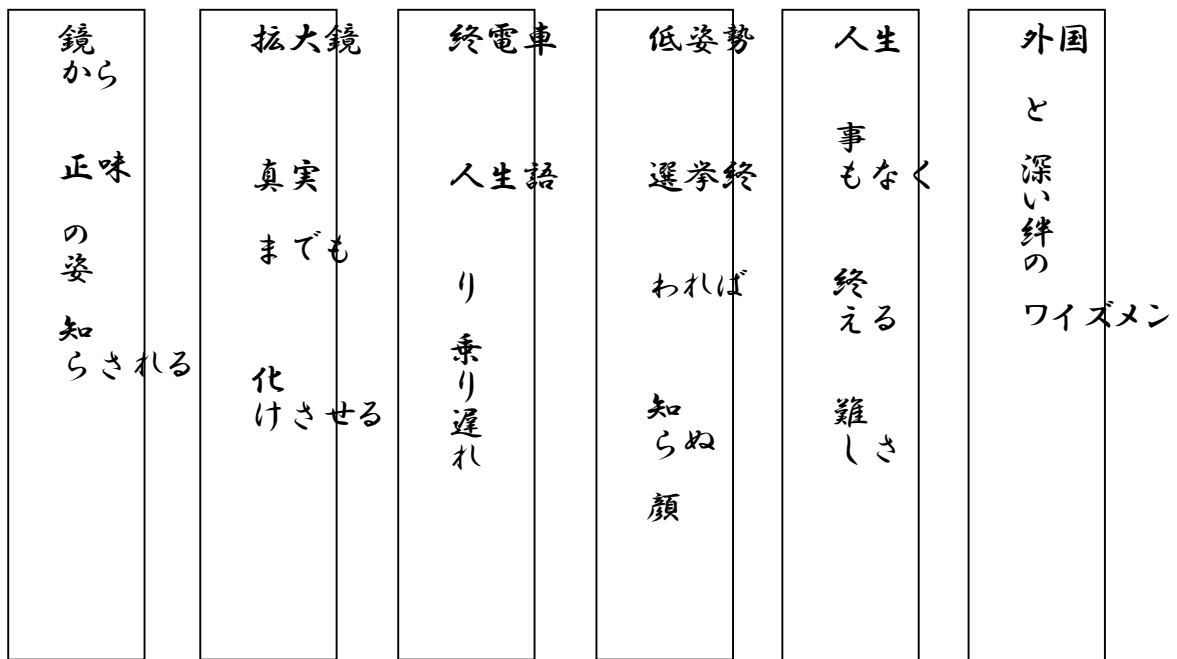 外国と深い絆のワイズメン
人生事もなく終える難しさ
低姿勢選挙終われば知らぬ顔
終電車人生語り乗り遅れ
拡大鏡真実までも化けさせる
鏡から正味の姿知らされる